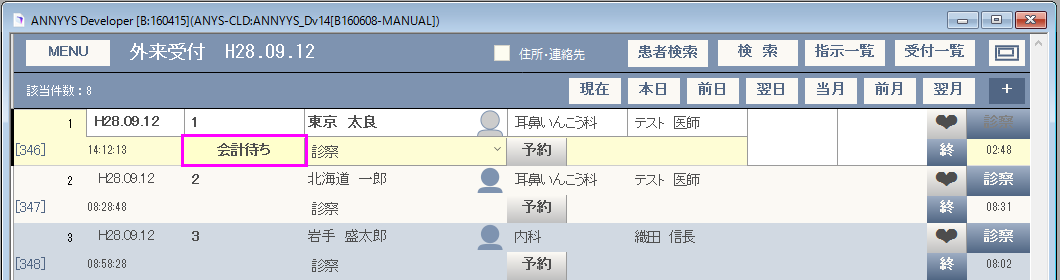 ANNYYS Developer [B:160415](ANYS-CLD:ANNYYS_Dv14[B160608-MANUAL])
MENU 外来受付 H28.09.12 住所・連絡先 患者検索 検 索 指示一覧 受付一覧
該当件数：8 現在 本日 前日 翌日 当月 前月 翌月 +
1 H28.09.12 1 東京 太良 耳鼻いんこう科 テスト 医師 診察
[346] 14:12:13 会計待ち 診察 予約 終 02:48
2 H28.09.12 2 北海道 一郎 耳鼻いんこう科 テスト 医師 診察
[347] 08:28:48 診察 予約 終 08:31
3 H28.09.12 3 岩手 盛太郎 内科 織田 信長 診察
[348] 08:58:28 診察 予約 終 08:02